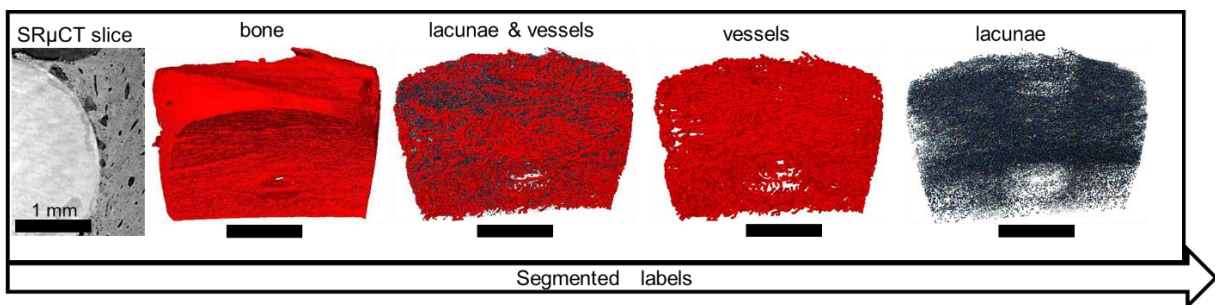 SRµCT slice
bone
lacunae & vessels
vessels
lacunae
1 mm
Segmented labels